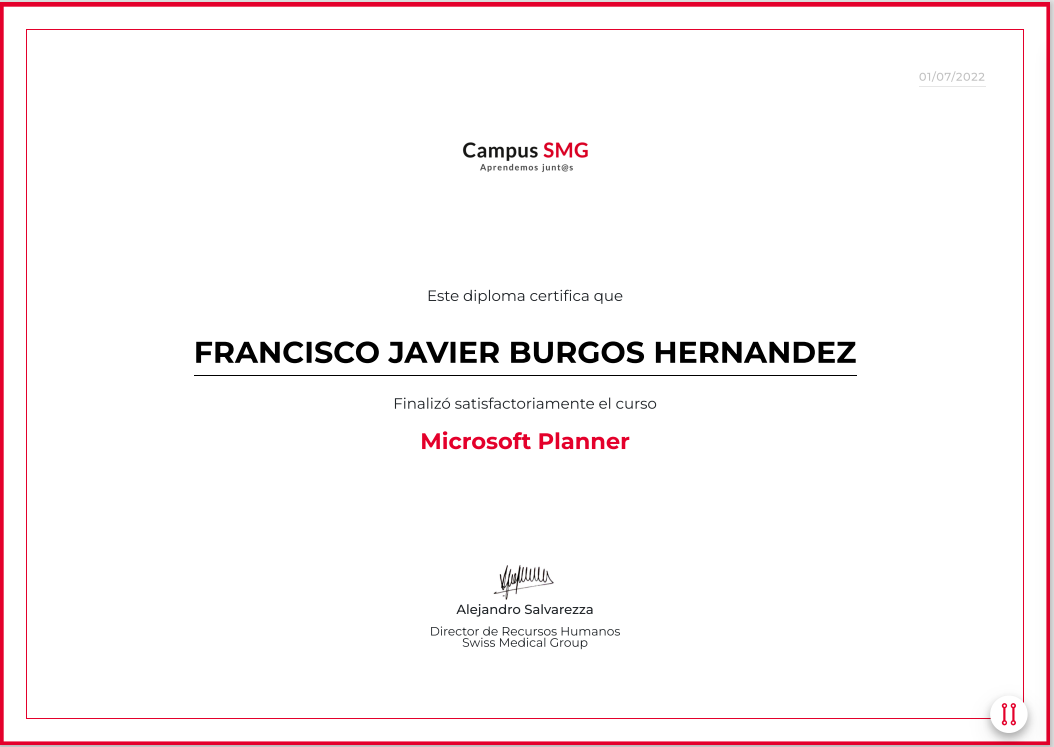 01/07/2022
Campus SMG
Aprendemos junt@s
Este diploma certifica que
FRANCISCO JAVIER BURGOS HERNANDEZ
Finalizó satisfactoriamente el curso
Microsoft Planner
Alejandro Salvarezza
Director de Recursos Humanos
Swiss Medical Group